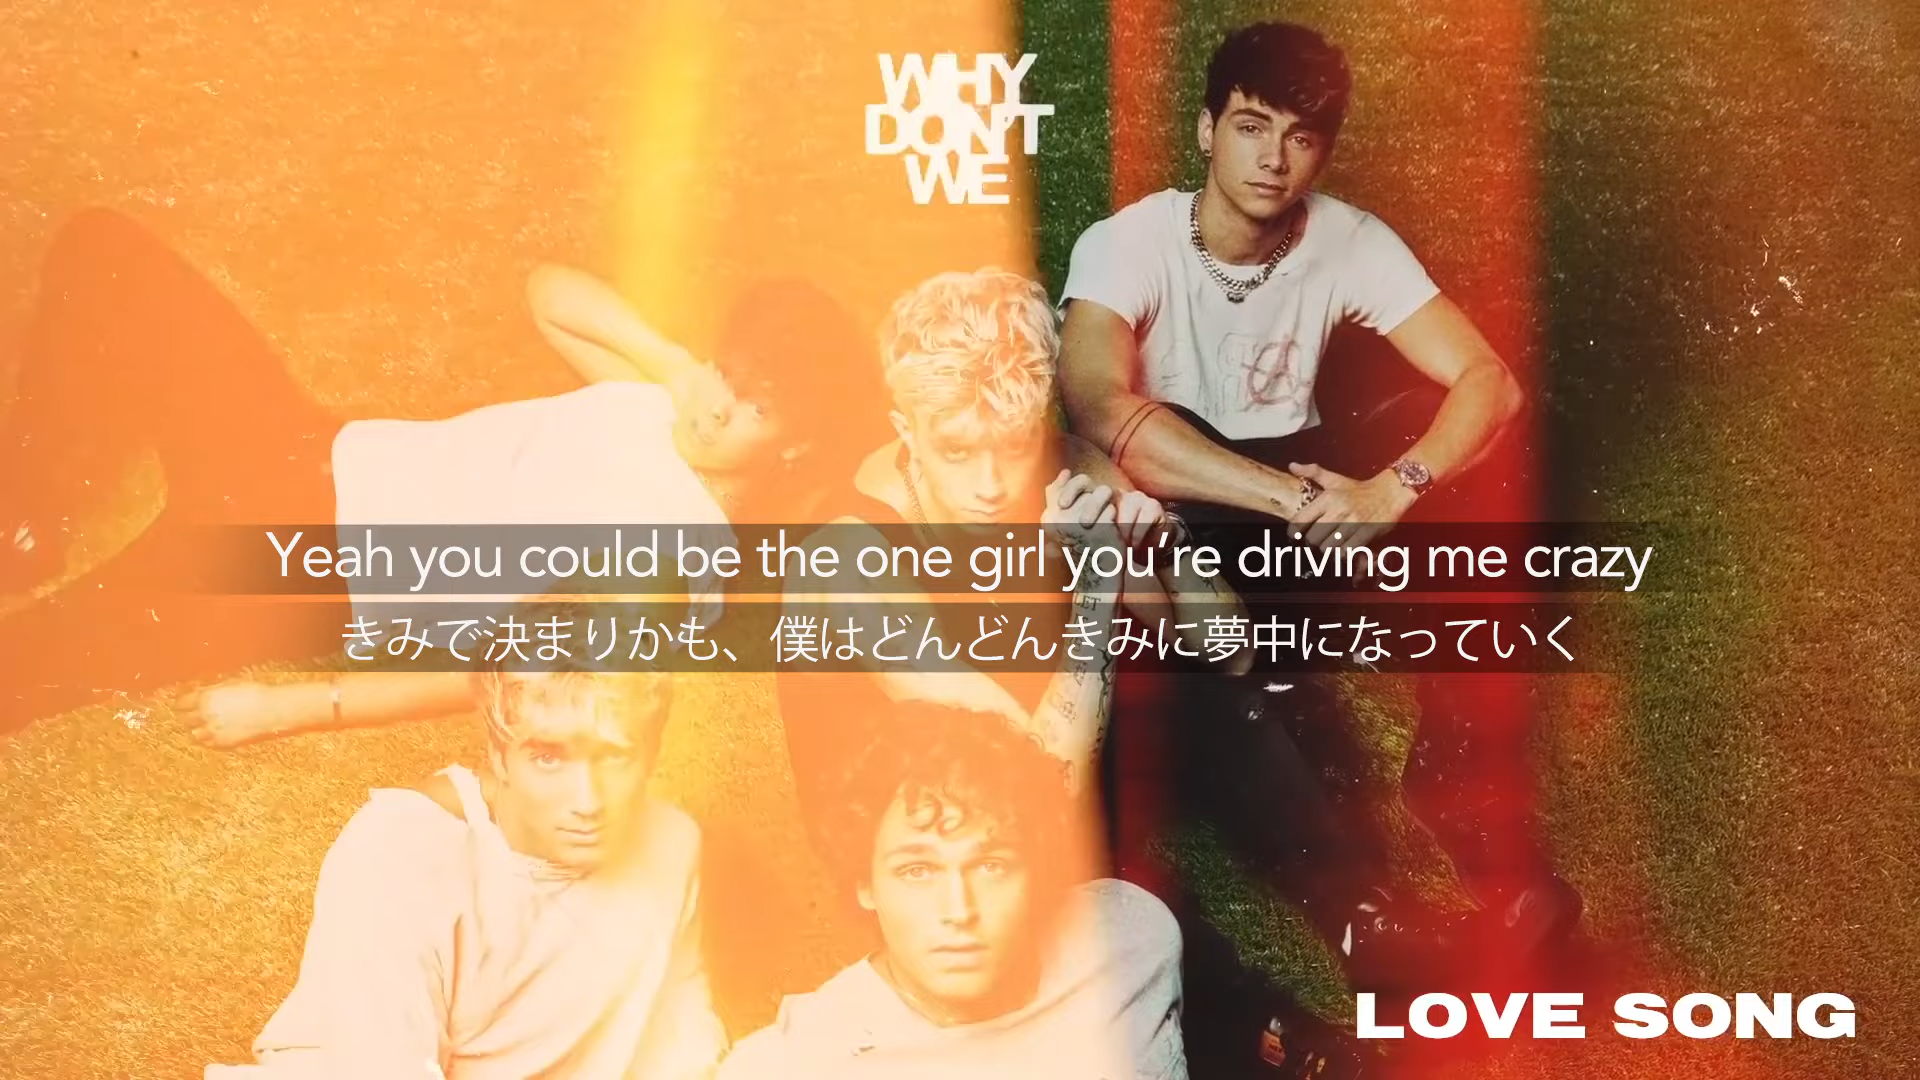 WHY
DON'T
WE
Yeah you could be the one girl you're driving me crazy
きみで決まりかも、僕はどんどんきみに夢中になっていく
LOVE SONG